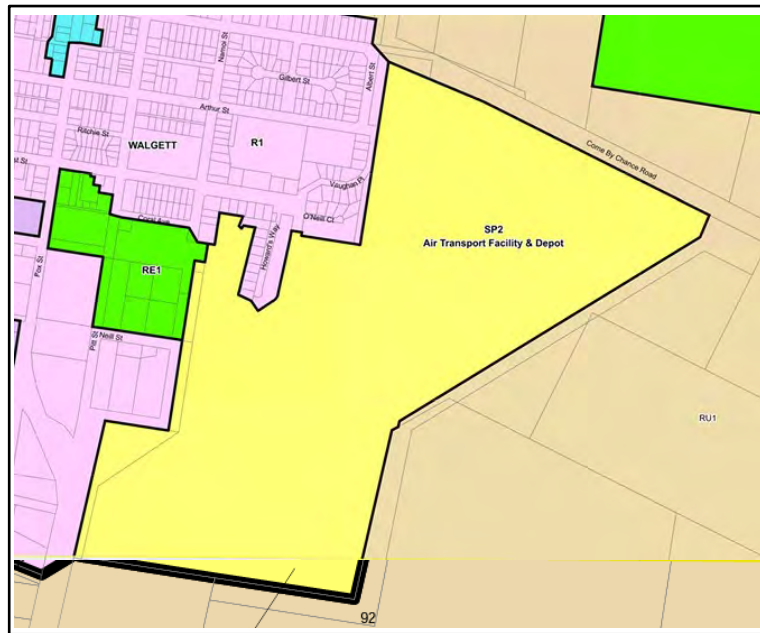 Namoi St
Gilbert St
Albert St
Arthur St
Ritchie St
WALGETT
R1
Come By Chance Road
Vaughan Pl
Coral Ave
O'Neill Ct
SP2
Air Transport Facility & Depot
Howard's Way
RE1
Fox St
Pitt St
Neill St
RU1
92